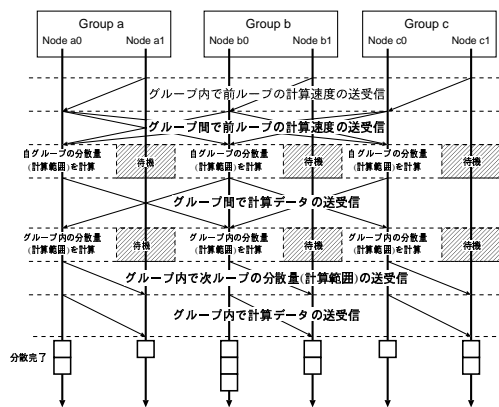 Group a Group b Group c
Node a0 Node a1 Node b0 Node b1 Node c0 Node c1
グループ内で前ループの計算速度の送受信
グループ間で前ループの計算速度の送受信
自グループの分散量 自グループの分散量 自グループの分散量
(計算範囲)を計算 待機 (計算範囲)を計算 待機 (計算範囲)を計算 待機
グループ間で計算データの送受信
グループ内の分散量 グループ内の分散量 グループ内の分散量
(計算範囲)を計算 待機 (計算範囲)を計算 待機 (計算範囲)を計算 待機
グループ内で次ループの分散量(計算範囲)の送受信
グループ内で計算データの送受信
分散完了